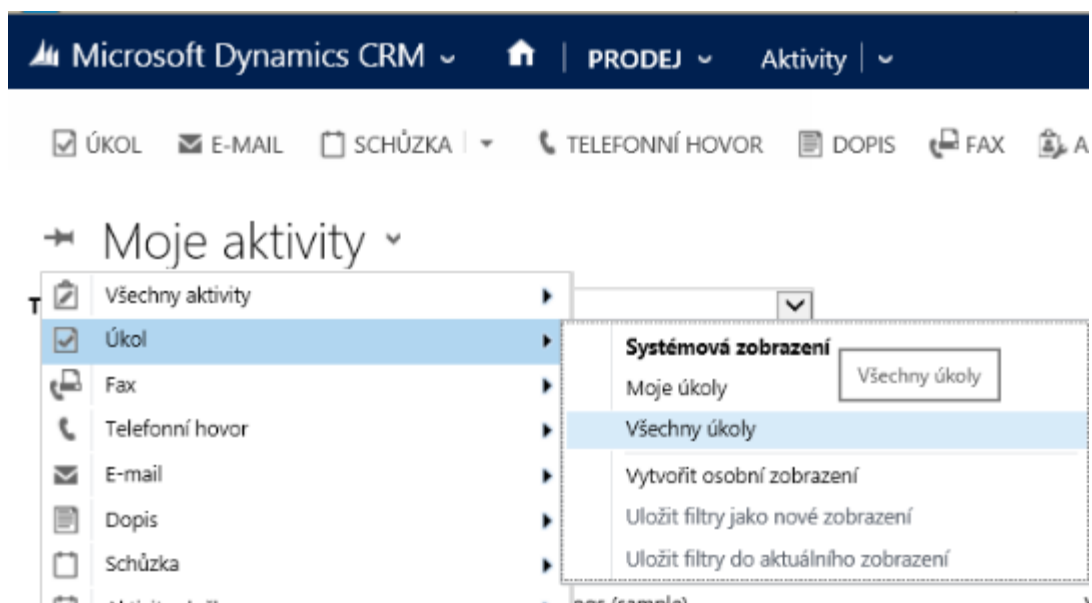 Microsoft Dynamics CRM PRODEJ Aktivity
ÚKOL E-MAIL SCHŮZKA TELEFONNÍ HOVOR DOPIS FAX A
Moje aktivity
T
Všechny aktivity
Úkol
Fax
Telefonní hovor
E-mail
Dopis
Schůzka
Systémová zobrazení
Moje úkoly
Všechny úkoly
Všechny úkoly
Vytvořit osobní zobrazení
Uložit filtry jako nové zobrazení
Uložit filtry do aktuálního zobrazení
(sample)